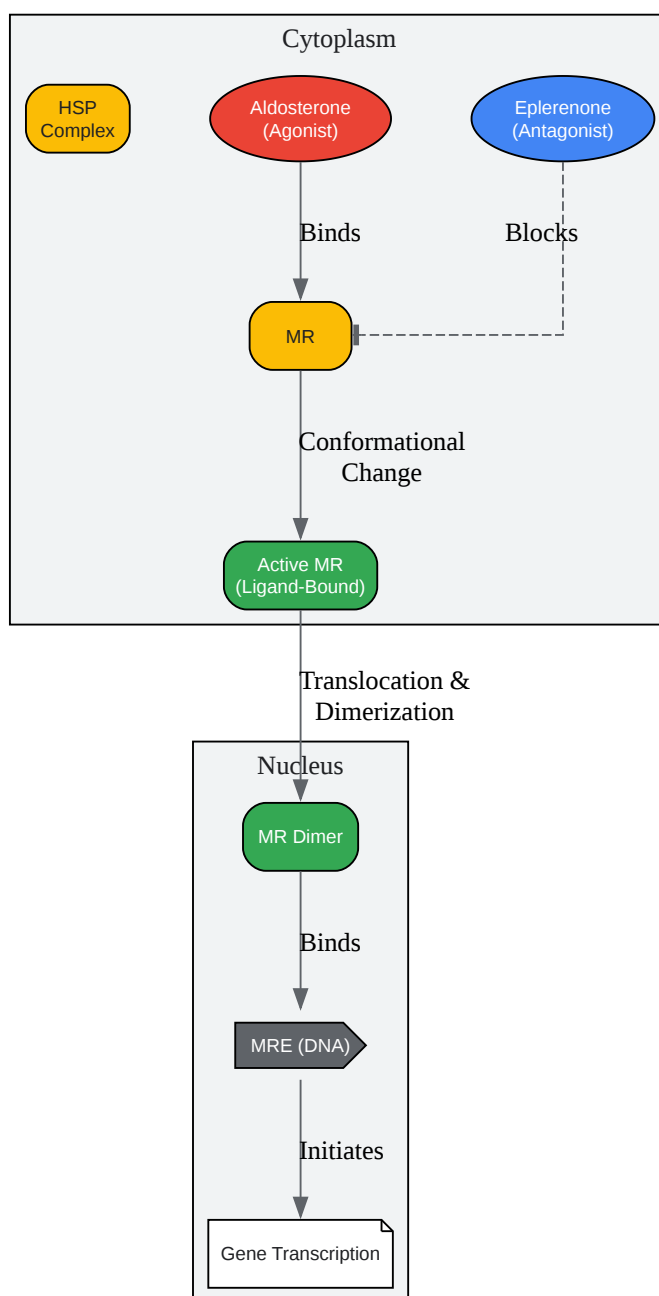 Cytoplasm
HSP
Complex
Aldosterone
(Agonist)
Eplerenone
(Antagonist)
Binds
Blocks
MR
Conformational
Change
Active MR
(Ligand-Bound)
Translocation &
Dimerization
Nucleus
MR Dimer
Binds
MRE (DNA)
Initiates
Gene Transcription